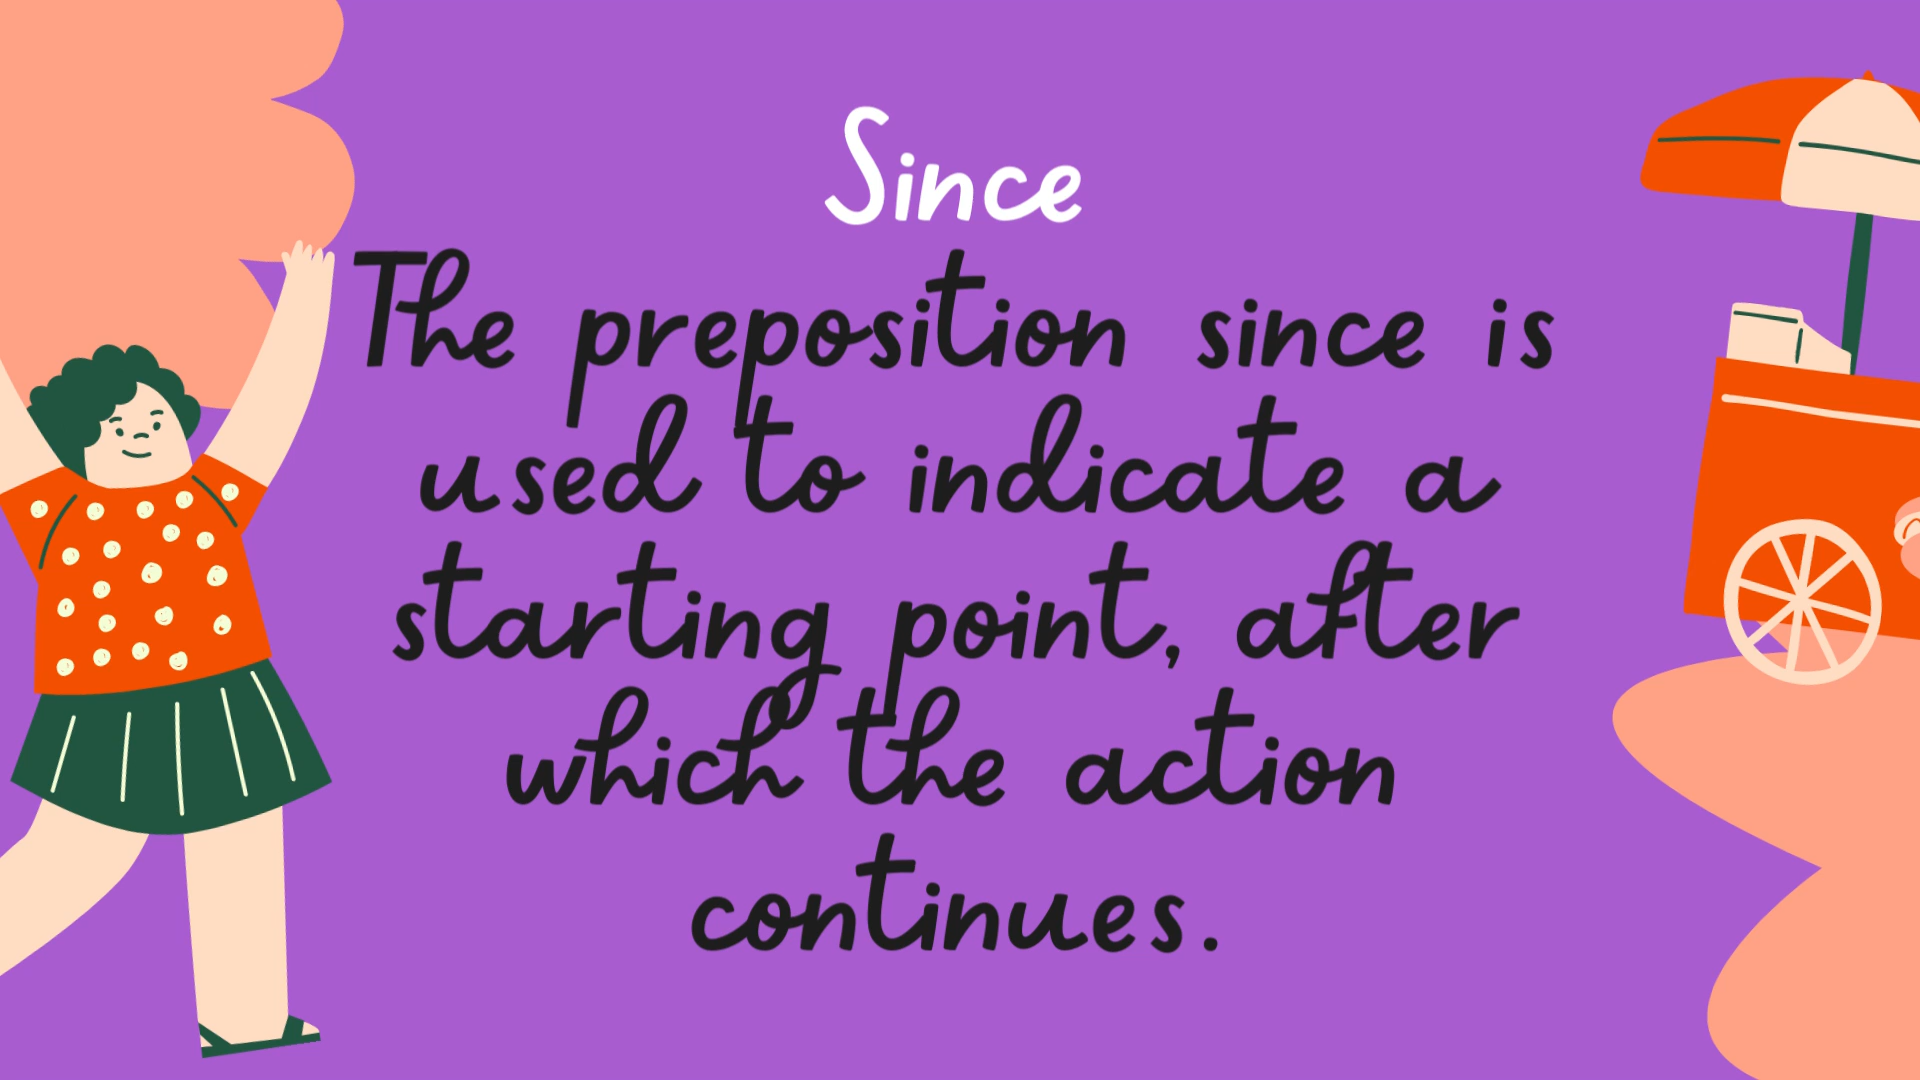 Since
The preposition since is
used to indicate a
starting point, after
which the action
continues.